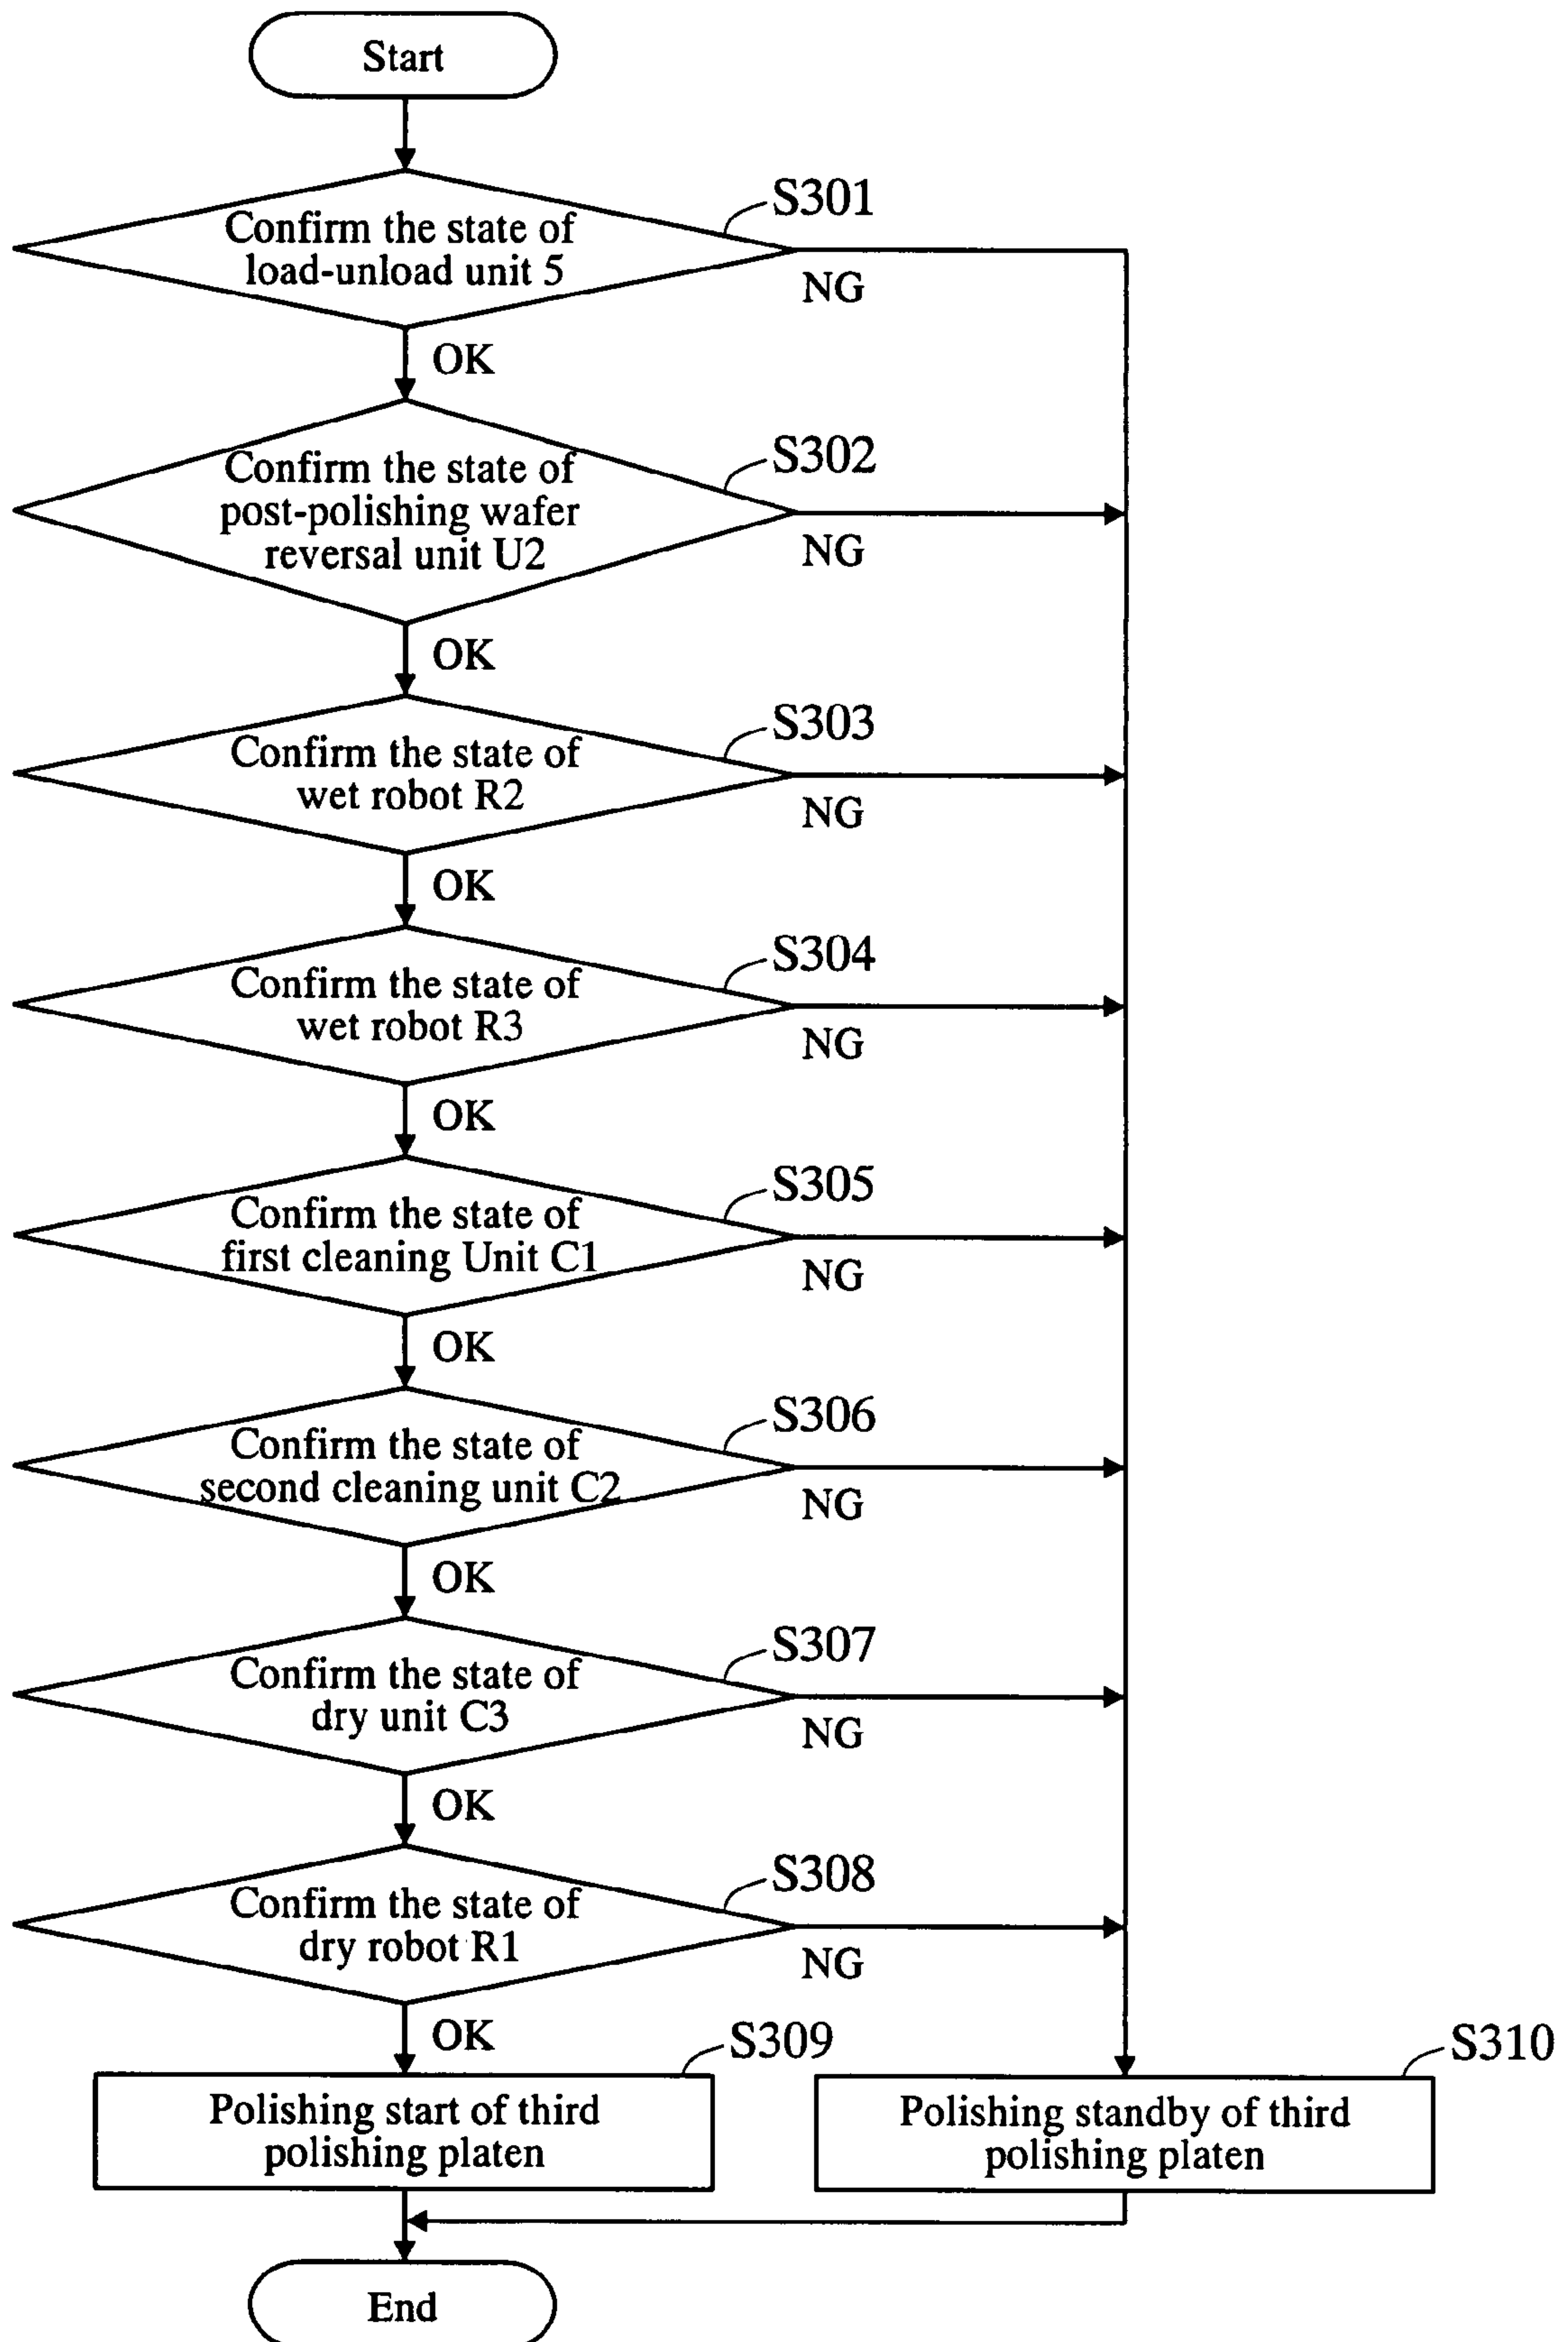 Start
S301
Confirm the state of
load-unload unit 5
NG
OK
S302
Confirm the state of
post-polishing wafer
reversal unit U2
NG
OK
S303
Confirm the state of
wet robot R2
NG
OK
S304
Confirm the state of
wet robot R3
NG
OK
S305
Confirm the state of
first cleaning Unit C1
NG
OK
S306
Confirm the state of
second cleaning unit C2
NG
OK
S307
Confirm the state of
dry unit C3
NG
OK
S308
Confirm the state of
dry robot R1
NG
OK
S309
Polishing start of third
polishing platen
S310
Polishing standby of third
polishing platen
End